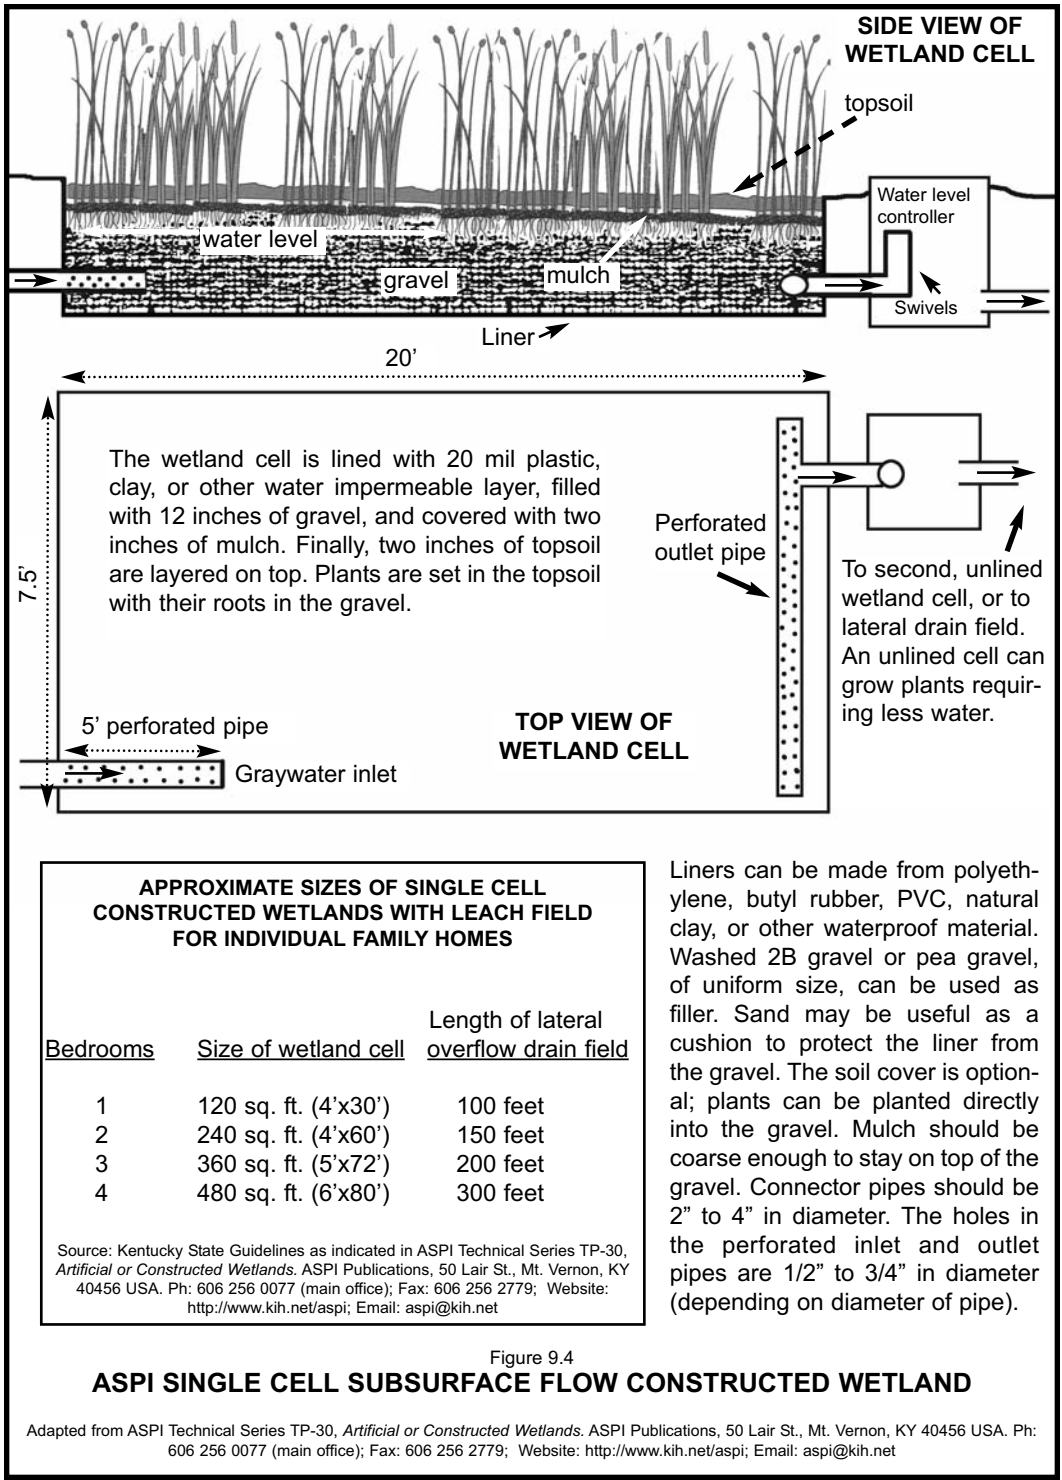 SIDE VIEW OF
WETLAND CELL
topsoil
Water level
controller
water level
gravel
mulch
Swivels
Liner
20’
The wetland cell is lined with 20 mil plastic,
clay, or other water impermeable layer, filled
with 12 inches of gravel, and covered with two
inches of mulch. Finally, two inches of topsoil
are layered on top. Plants are set in the topsoil
with their roots in the gravel.
7.5’
Perforated
outlet pipe
To second, unlined
wetland cell, or to
lateral drain field.
An unlined cell can
grow plants requir-
ing less water.
5’ perforated pipe
TOP VIEW OF
WETLAND CELL
Graywater inlet
APPROXIMATE SIZES OF SINGLE CELL
CONSTRUCTED WETLANDS WITH LEACH FIELD
FOR INDIVIDUAL FAMILY HOMES
Length of lateral
Bedrooms Size of wetland cell overflow drain field
1 120 sq. ft. (4’x30’) 100 feet
2 240 sq. ft. (4’x60’) 150 feet
3 360 sq. ft. (5’x72’) 200 feet
4 480 sq. ft. (6’x80’) 300 feet
Source: Kentucky State Guidelines as indicated in ASPI Technical Series TP-30,
Artificial or Constructed Wetlands. ASPI Publications, 50 Lair St., Mt. Vernon, KY
40456 USA. Ph: 606 256 0077 (main office); Fax: 606 256 2779; Website:
http://www.kih.net/aspi; Email: aspi@kih.net
Liners can be made from polyeth-
ylene, butyl rubber, PVC, natural
clay, or other waterproof material.
Washed 2B gravel or pea gravel,
of uniform size, can be used as
filler. Sand may be useful as a
cushion to protect the liner from
the gravel. The soil cover is option-
al; plants can be planted directly
into the gravel. Mulch should be
coarse enough to stay on top of the
gravel. Connector pipes should be
2” to 4” in diameter. The holes in
the perforated inlet and outlet
pipes are 1/2” to 3/4” in diameter
(depending on diameter of pipe).
Figure 9.4
ASPI SINGLE CELL SUBSURFACE FLOW CONSTRUCTED WETLAND
Adapted from ASPI Technical Series TP-30, Artificial or Constructed Wetlands. ASPI Publications, 50 Lair St., Mt. Vernon, KY 40456 USA. Ph:
606 256 0077 (main office); Fax: 606 256 2779; Website: http://www.kih.net/aspi; Email: aspi@kih.net